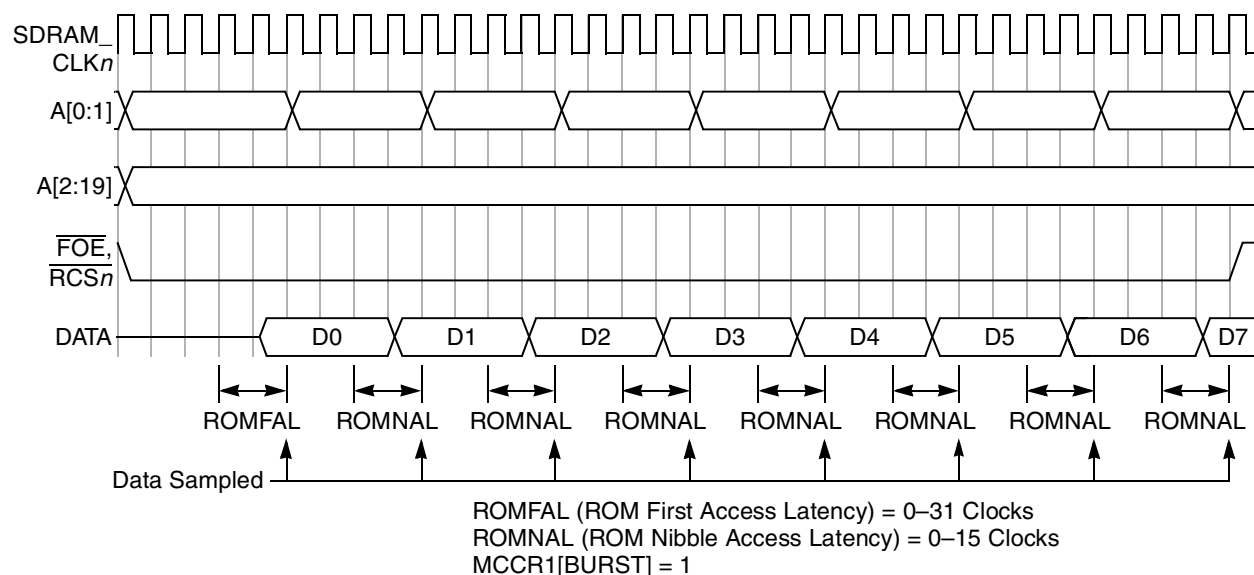 SDRAM_
CLKn
A[0:1]
A[2:19]
FOE,
RCSn
DATA D0 D1 D2 D3 D4 D5 D6 D7
ROMFAL ROMNAL ROMNAL ROMNAL ROMNAL ROMNAL ROMNAL ROMNAL
Data Sampled
ROMFAL (ROM First Access Latency) = 0–31 Clocks
ROMNAL (ROM Nibble Access Latency) = 0–15 Clocks
MCCR1[BURST] = 1